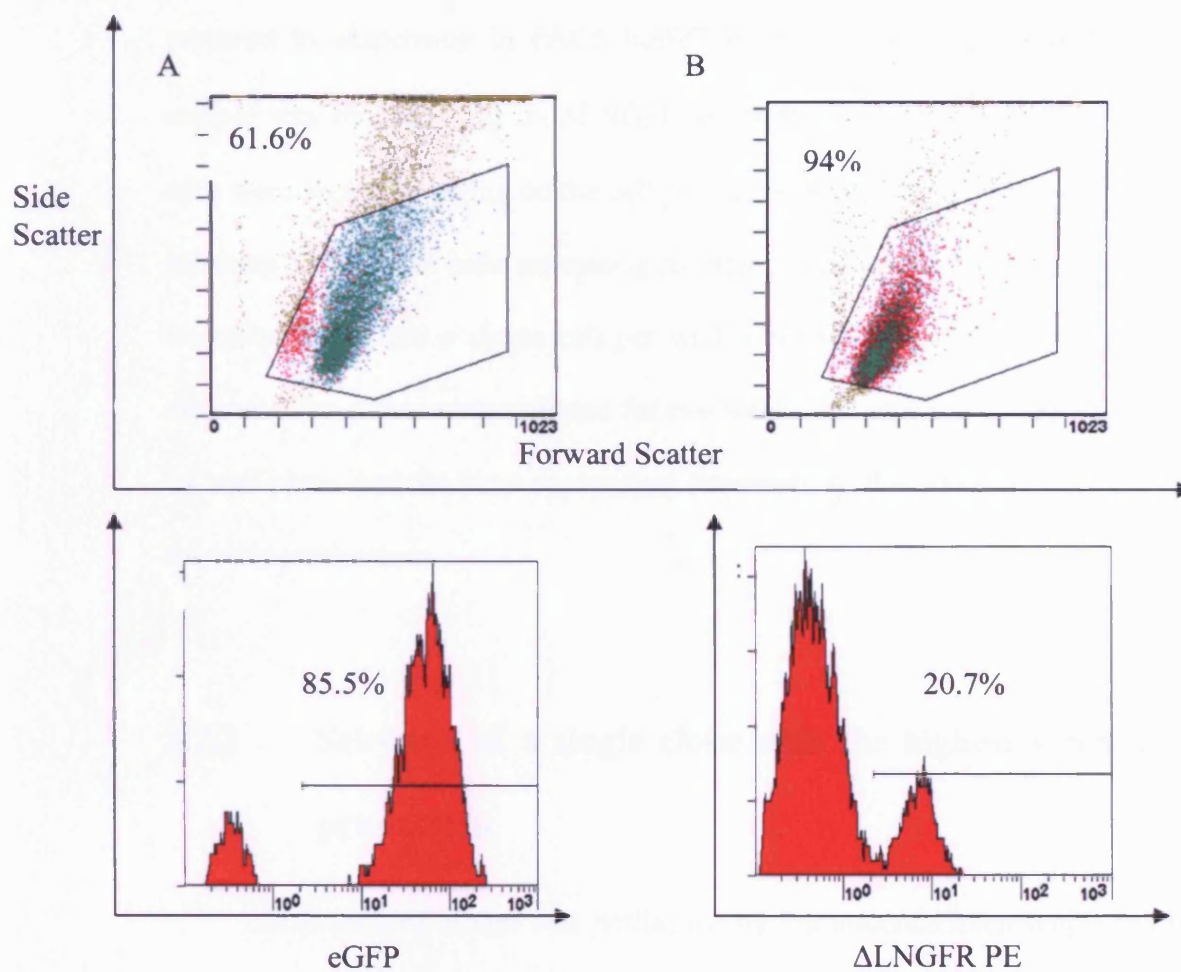 A
B
61.6%
94%
Side
Scatter
0
1023
0
1023
Forward Scatter
85.5%
20.7%
10⁰
10¹
10²
10³
10⁰
10¹
10²
10³
eGFP
ΔLNGFR PE